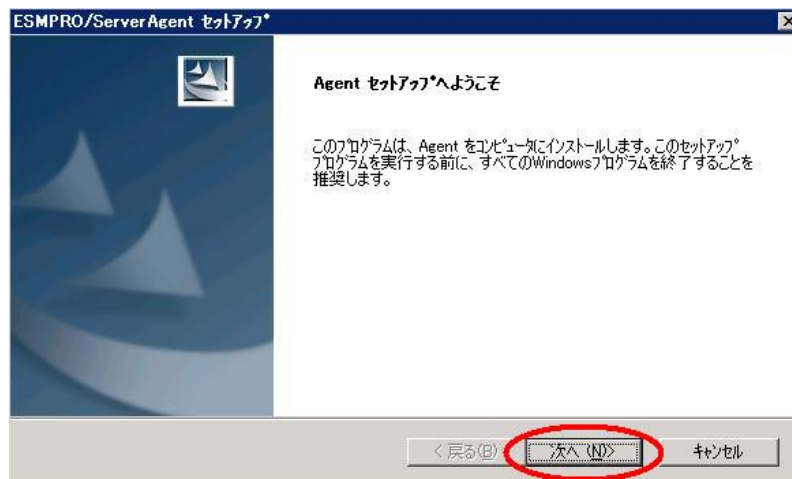 ESMPRO/ServerAgent ｾｯﾄｱｯﾌﾟ
Agent ｾｯﾄｱｯﾌﾟへようこそ
このﾌﾟﾛｸﾞﾗﾑは、Agent をｺﾝﾋﾟｭｰﾀにｲﾝｽﾄｰﾙします。このｾｯﾄｱｯﾌﾟ
ﾌﾟﾛｸﾞﾗﾑを実行する前に、すべてのWindowsﾌﾟﾛｸﾞﾗﾑを終了することを
推奨します。
< 戻る(B)
次へ (N)>
ｷｬﾝｾﾙ